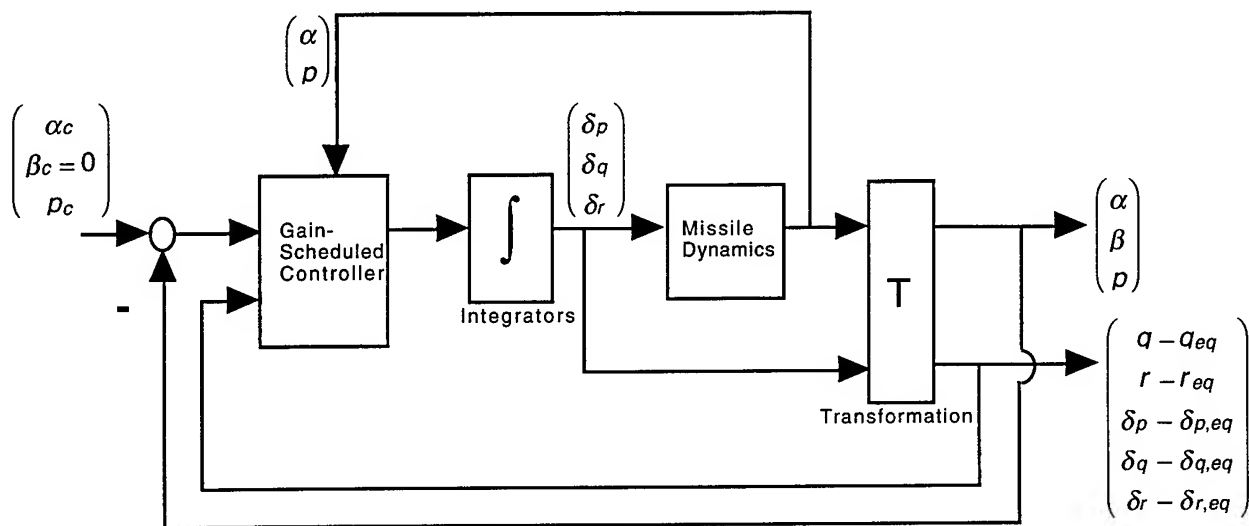 α
p
αc
βc = 0
pc
-
Gain-
Scheduled
Controller
∫
Integrators
δp
δq
δr
Missile
Dynamics
T
Transformation
α
β
p
q – qeq
r – req
δp – δp,eq
δq – δq,eq
δr – δr,eq